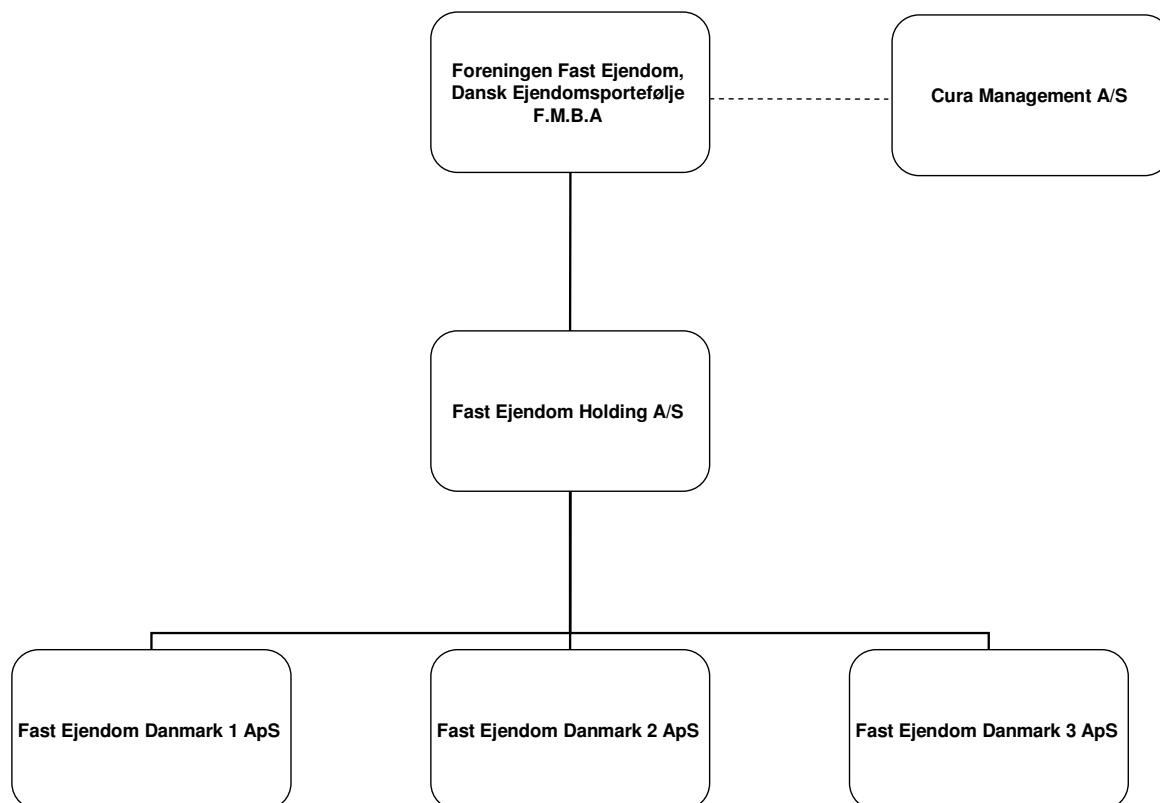 Foreningen Fast Ejendom,
Dansk Ejendomsportefølje
F.M.B.A
Cura Management A/S
Fast Ejendom Holding A/S
Fast Ejendom Danmark 1 ApS
Fast Ejendom Danmark 2 ApS
Fast Ejendom Danmark 3 ApS